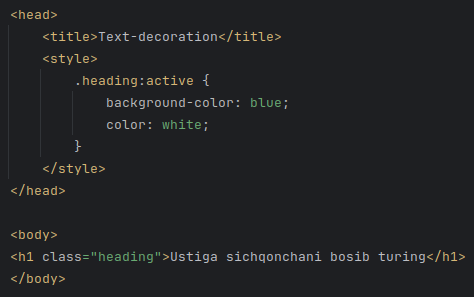 <head>
    <title>Text-decoration</title>
    <style>
        .heading:active {
            background-color: blue;
            color: white;
        }
    </style>
</head>

<body>
<h1 class="heading">Ustiga sichqonchani bosib turing</h1>
</body>